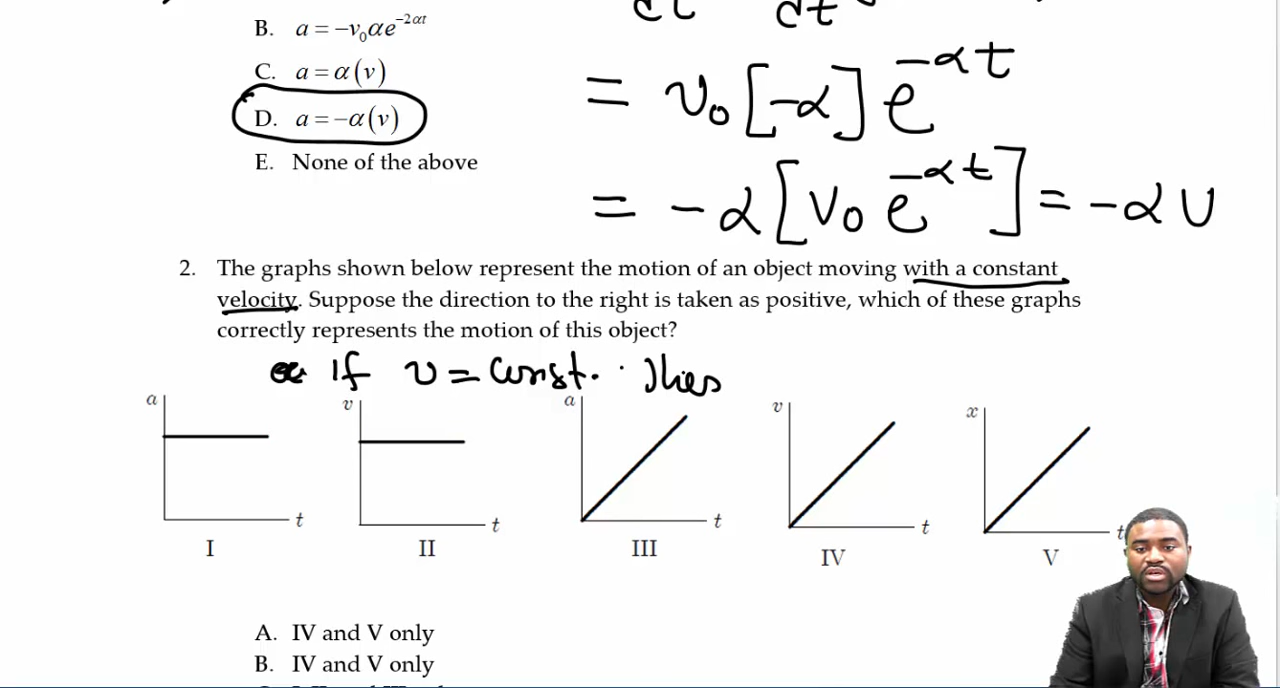 B. a = −v₀αe^{−2αt}
C. a = α(v)
D. a = −α(v)
E. None of the above
dt dt
= v₀[−α] e^{−αt}
= −α [v₀ e^{−αt}] = −αv
2. The graphs shown below represent the motion of an object moving with a constant
velocity. Suppose the direction to the right is taken as positive, which of these graphs
correctly represents the motion of this object?
If v = const.
a
t
I
v
t
II
a
t
III
v
t
IV
x
t
V
A. IV and V only
B. IV and V only